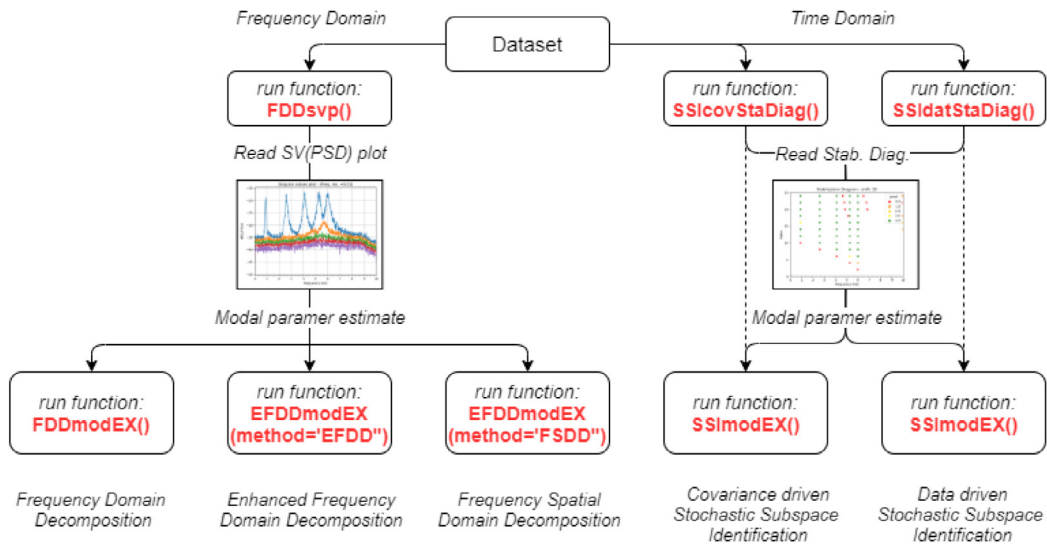 Frequency Domain
Dataset
Time Domain
run function:
FDDsvp()
run function:
SSIcovStaDiag()
run function:
SSIdatStaDiag()
Read SV(PSD) plot
Read Stab. Diag.
Modal paramer estimate
Modal paramer estimate
run function:
FDDmodEX()
run function:
EFDDmodEX
(method='EFDD")
run function:
EFDDmodEX
(method='FSDD")
run function:
SSImodEX()
run function:
SSImodEX()
Frequency Domain
Decomposition
Enhanced Frequency
Domain Decomposition
Frequency Spatial
Domain Decomposition
Covariance driven
Stochastic Subspace
Identification
Data driven
Stochastic Subspace
Identification